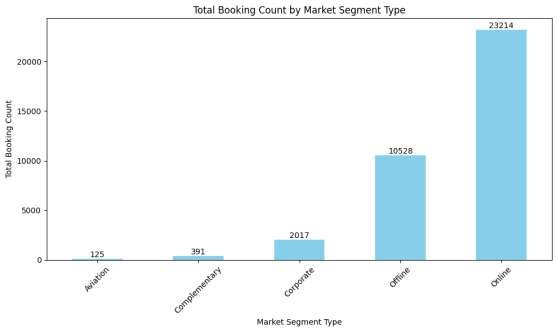 Total Booking Count by Market Segment Type
23214
20000
15000
10528
10000
5000
2017
391
125
0
Total Booking Count
Aviation
Complementary
Corporate
Offline
Online
Market Segment Type